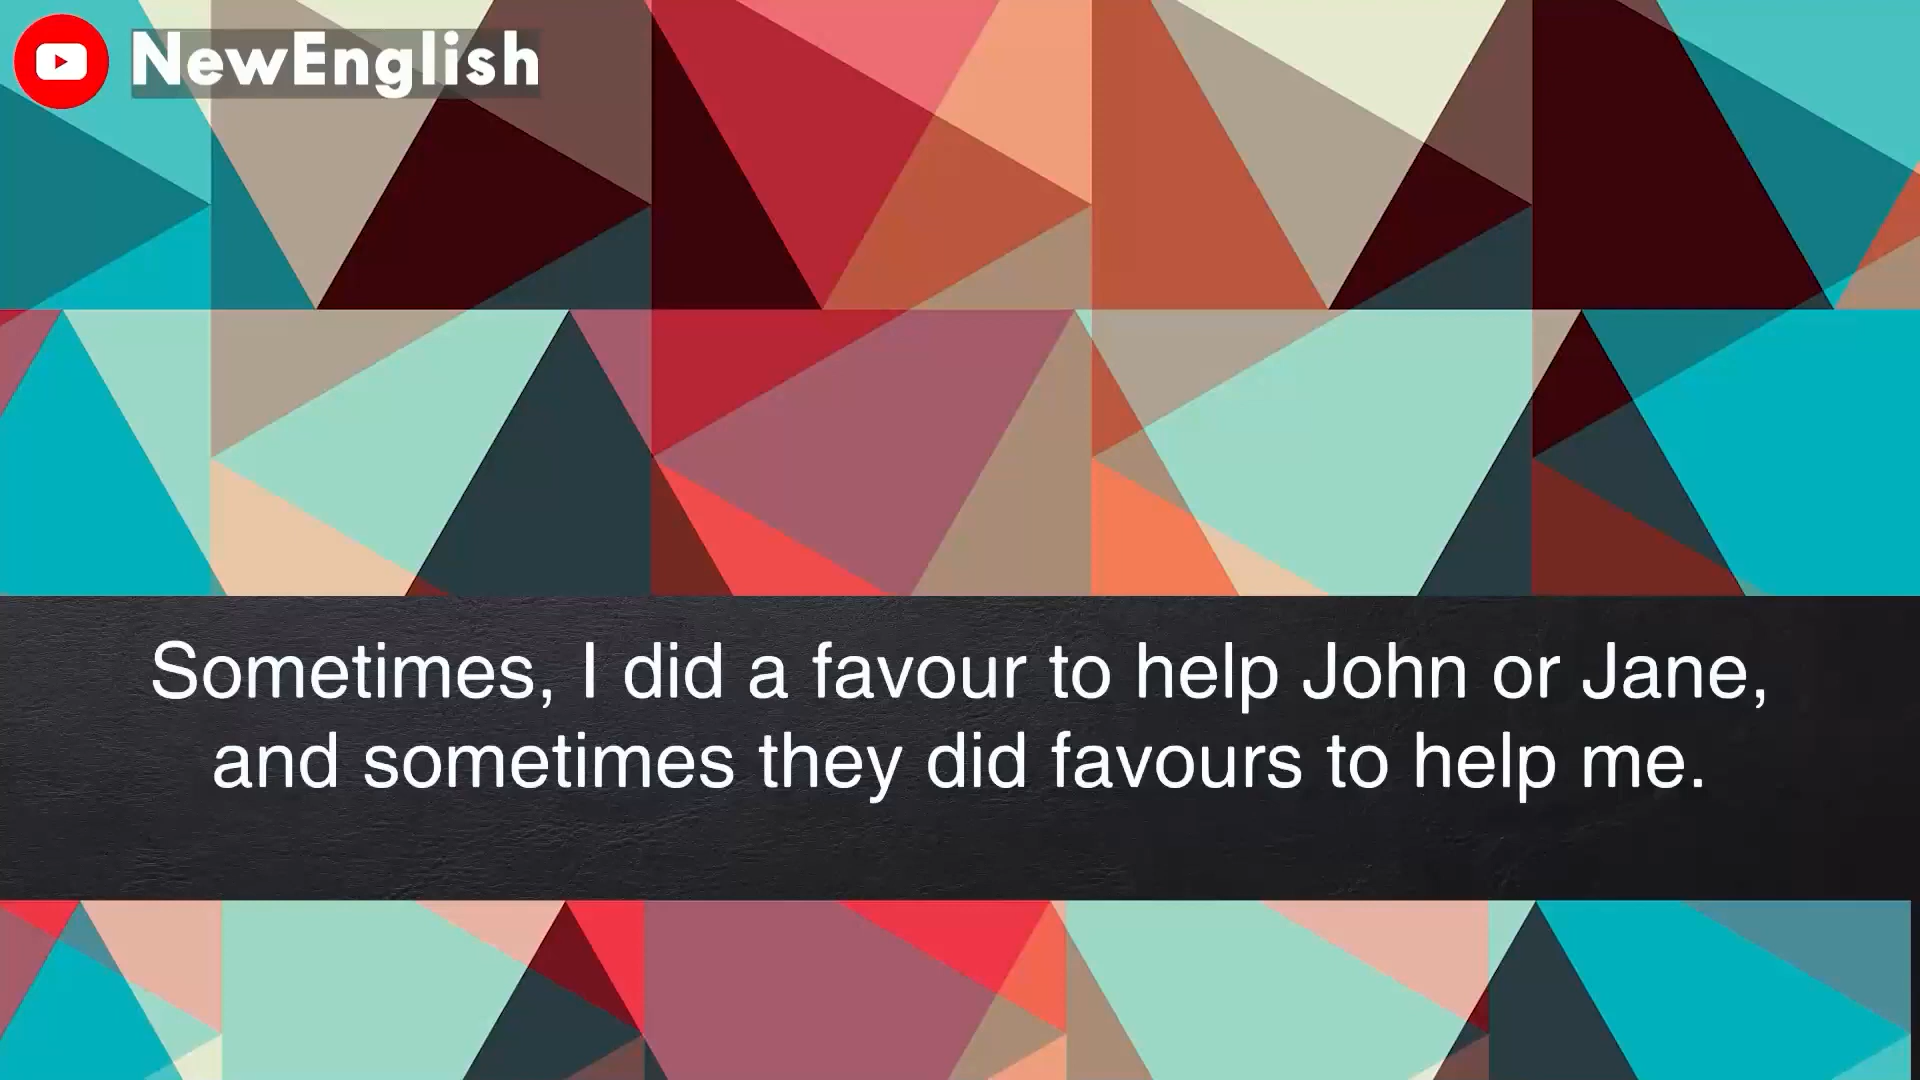 NewEnglish
Sometimes, I did a favour to help John or Jane,
and sometimes they did favours to help me.